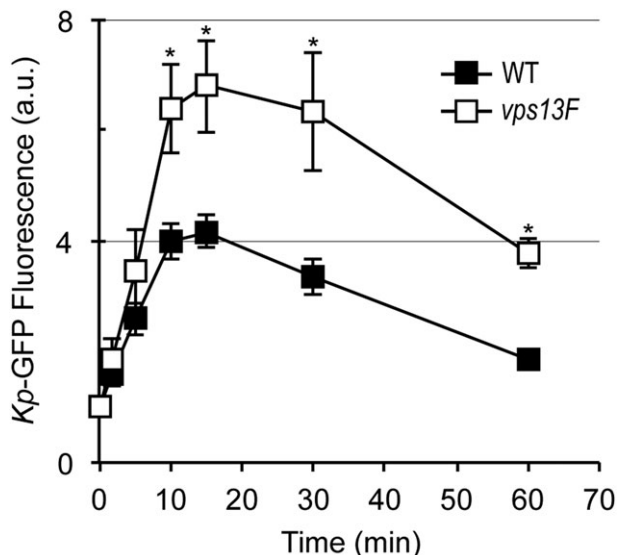 Kp-GFP Fluorescence (a.u.)
8
4
0
* * * *
WT
vps13F
0 10 20 30 40 50 60 70
Time (min)